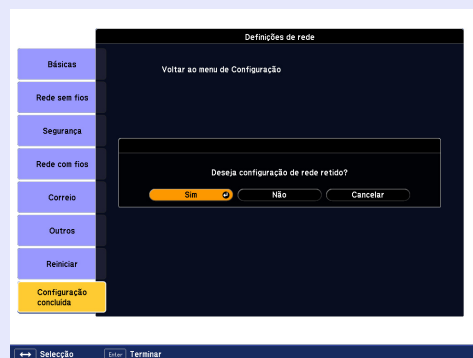 Definições de rede
Básicas
Voltar ao menu de Configuração
Rede sem fios
Segurança
Rede com fios
Deseja configuração de rede retido?
Sim Não Cancelar
Correio
Outros
Reiniciar
Configuração
concluída
Selecção Enter Terminar